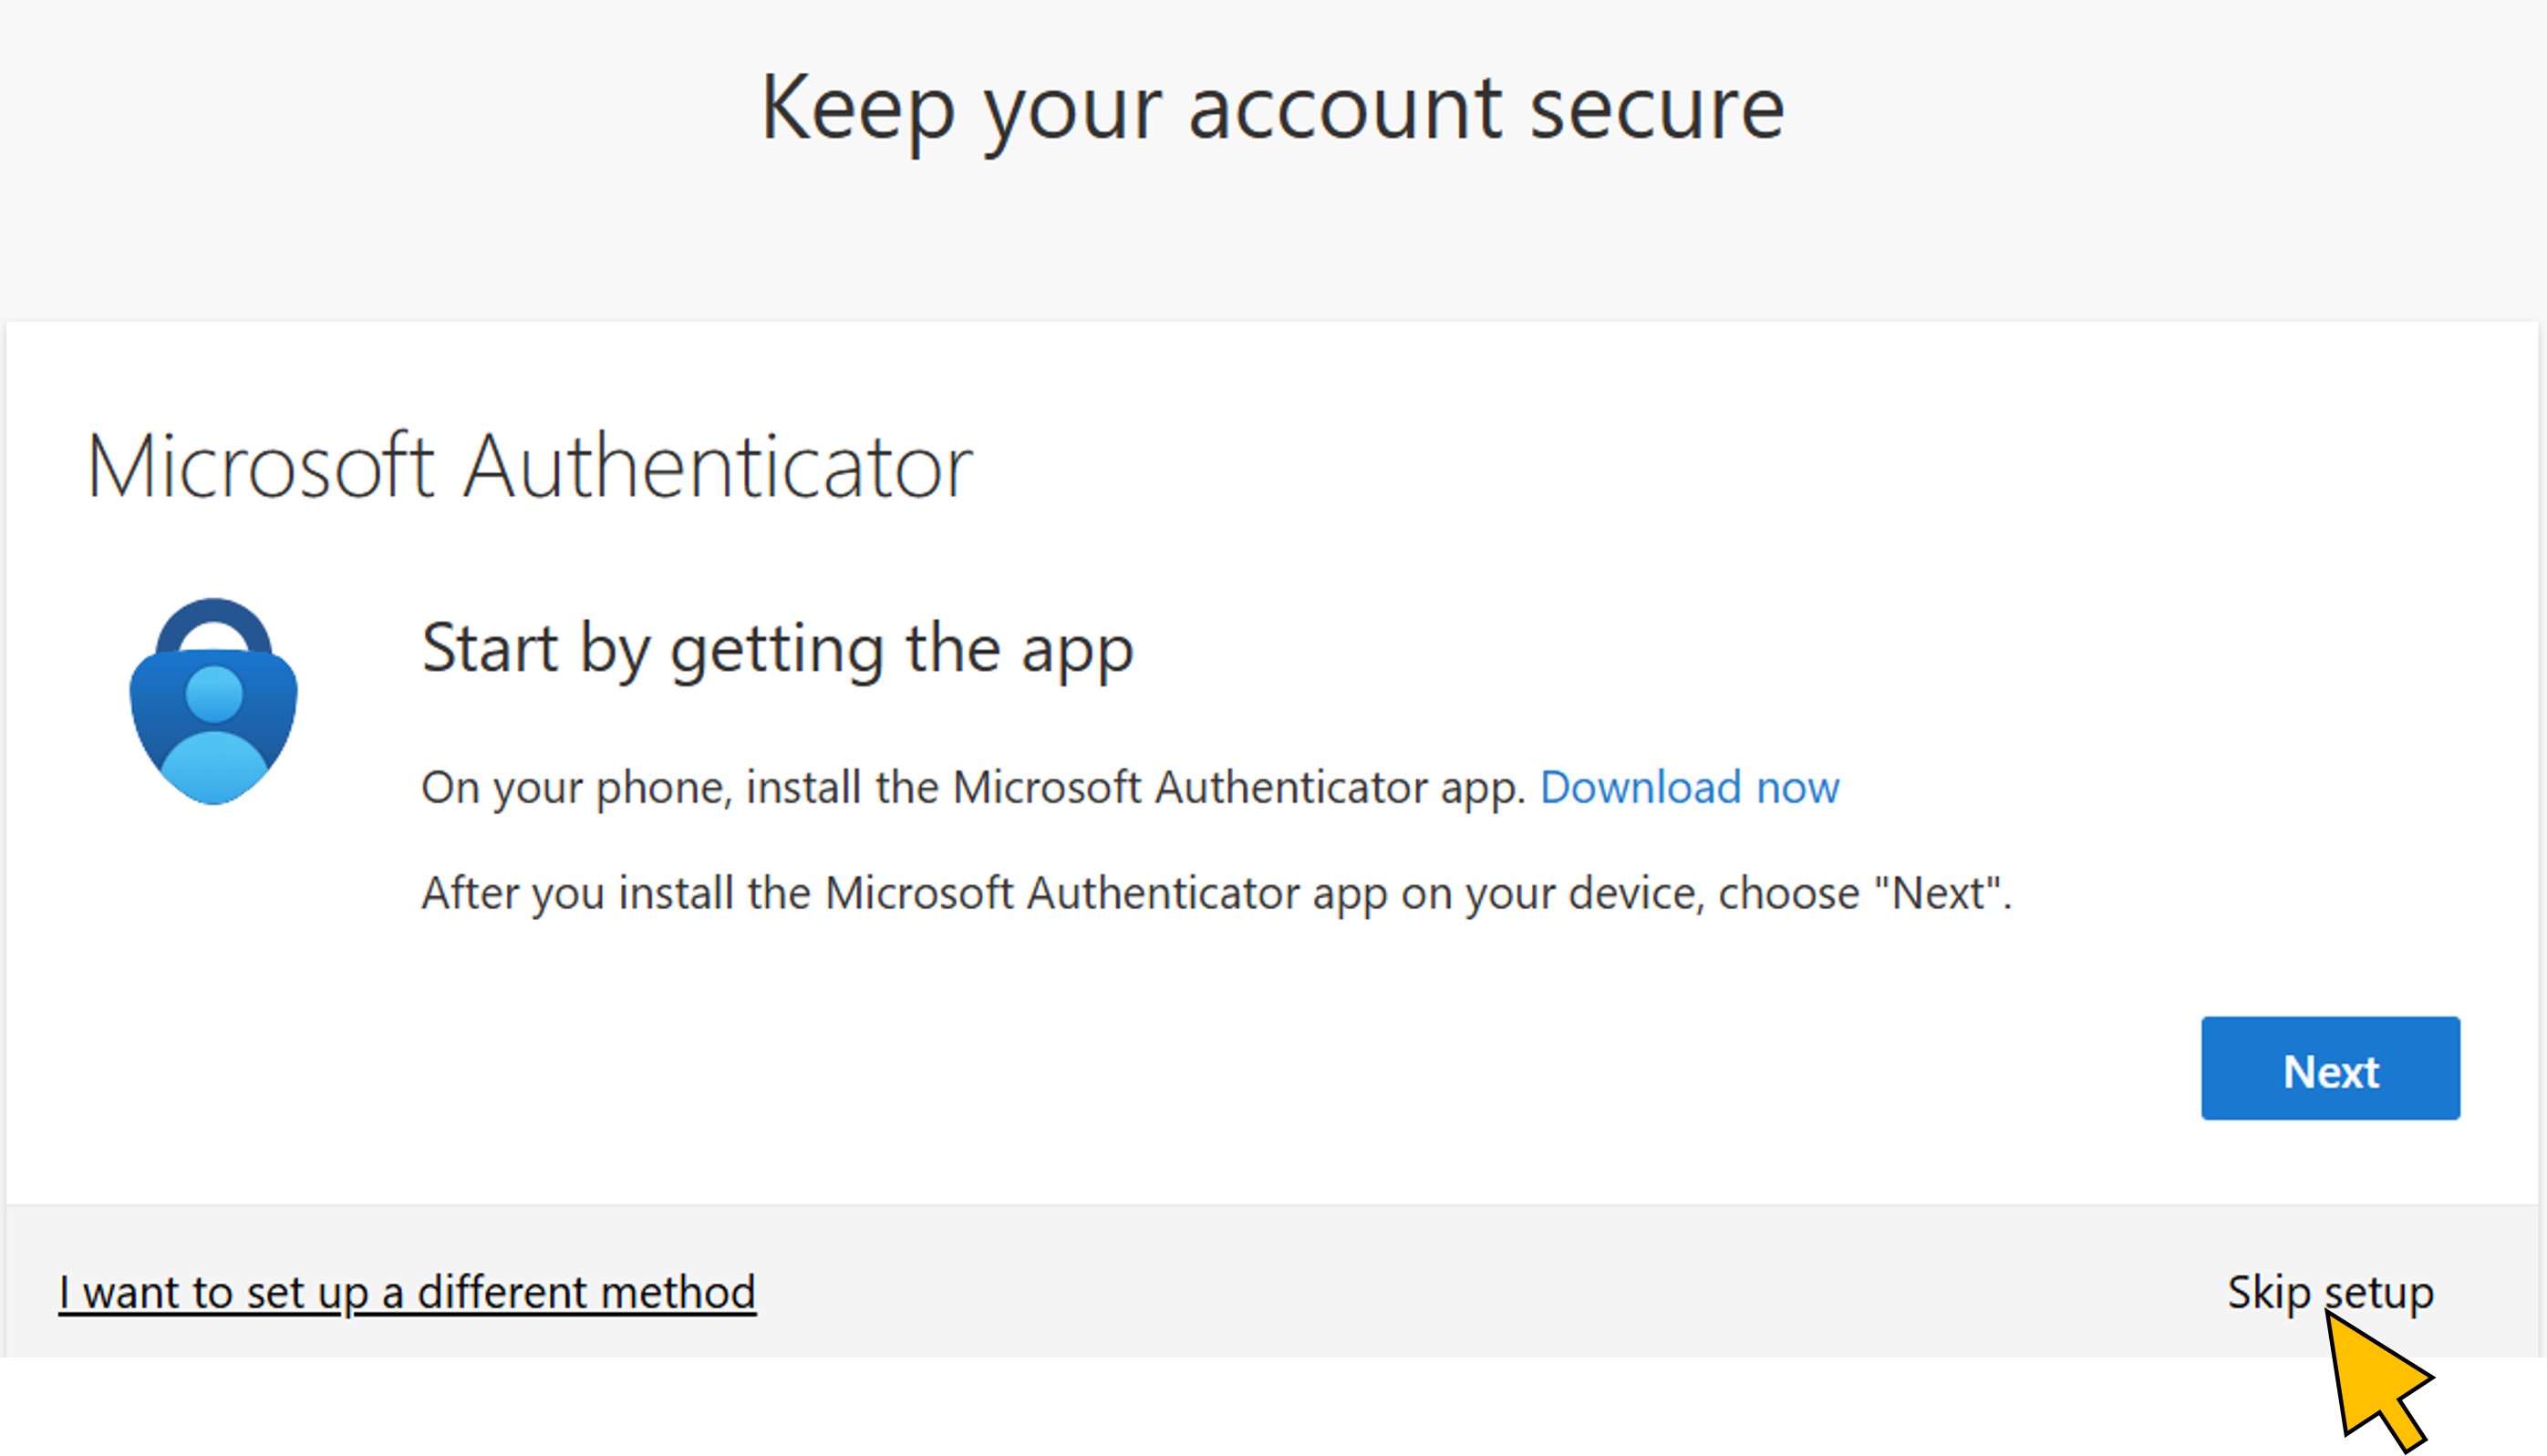 Keep your account secure
Microsoft Authenticator
Start by getting the app
On your phone, install the Microsoft Authenticator app. Download now
After you install the Microsoft Authenticator app on your device, choose "Next".
Next
I want to set up a different method
Skip setup